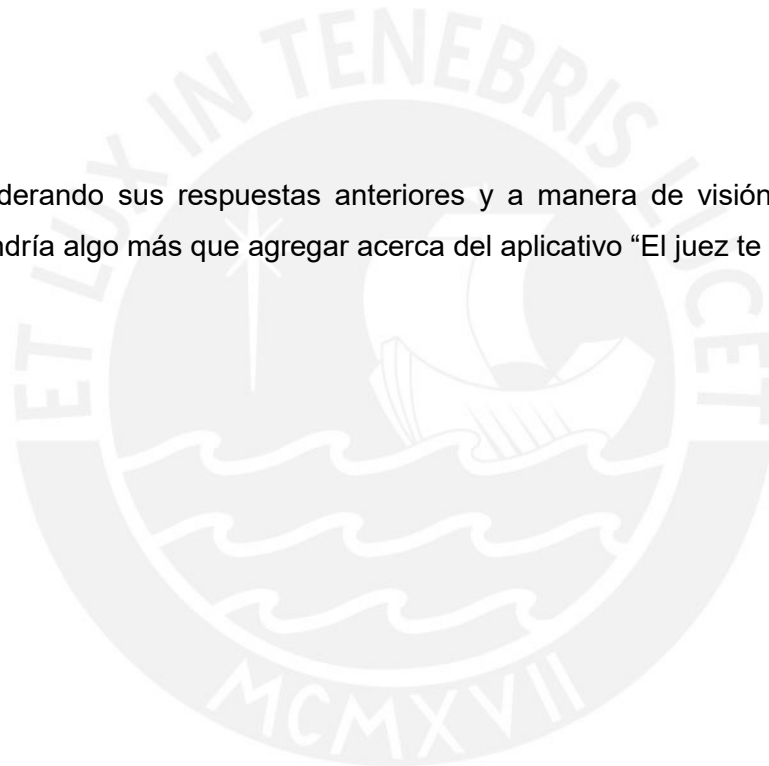 ET LUX IN TENEBRIS LUCET
derando sus respuestas anteriores y a manera de visión
ndría algo más que agregar acerca del aplicativo “El juez te
MCMXVII